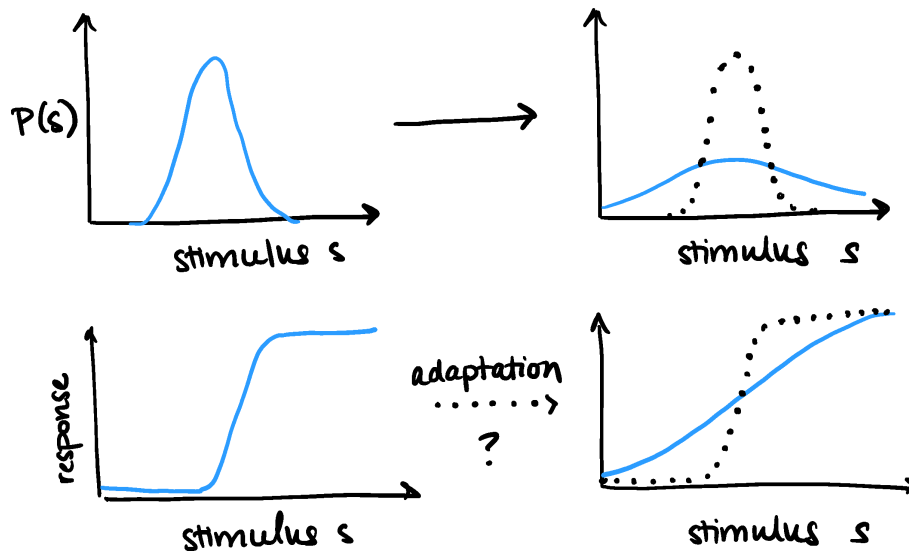 P(s)
stimulus s
stimulus s
response
adaptation
?
stimulus s
stimulus s